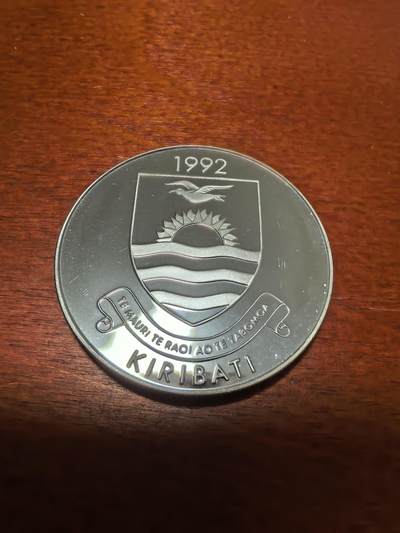 1992
TE MAURI TE RAOI AO TE TABOMOA
KIRIBATI